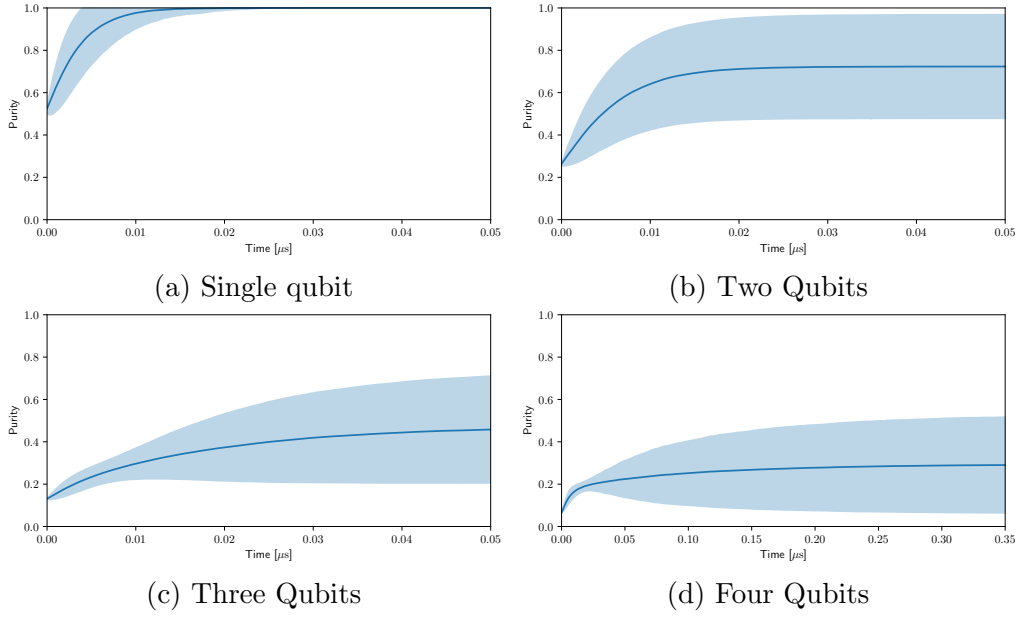 1.0
0.8
0.6
0.4
0.2
0.0
Purity
0.00 0.01 0.02 0.03 0.04 0.05
Time [μs]
(a) Single qubit
1.0
0.8
0.6
0.4
0.2
0.0
Purity
0.00 0.01 0.02 0.03 0.04 0.05
Time [μs]
(b) Two Qubits
1.0
0.8
0.6
0.4
0.2
0.0
Purity
0.00 0.01 0.02 0.03 0.04 0.05
Time [μs]
(c) Three Qubits
1.0
0.8
0.6
0.4
0.2
0.0
Purity
0.00 0.05 0.10 0.15 0.20 0.25 0.30 0.35
Time [μs]
(d) Four Qubits